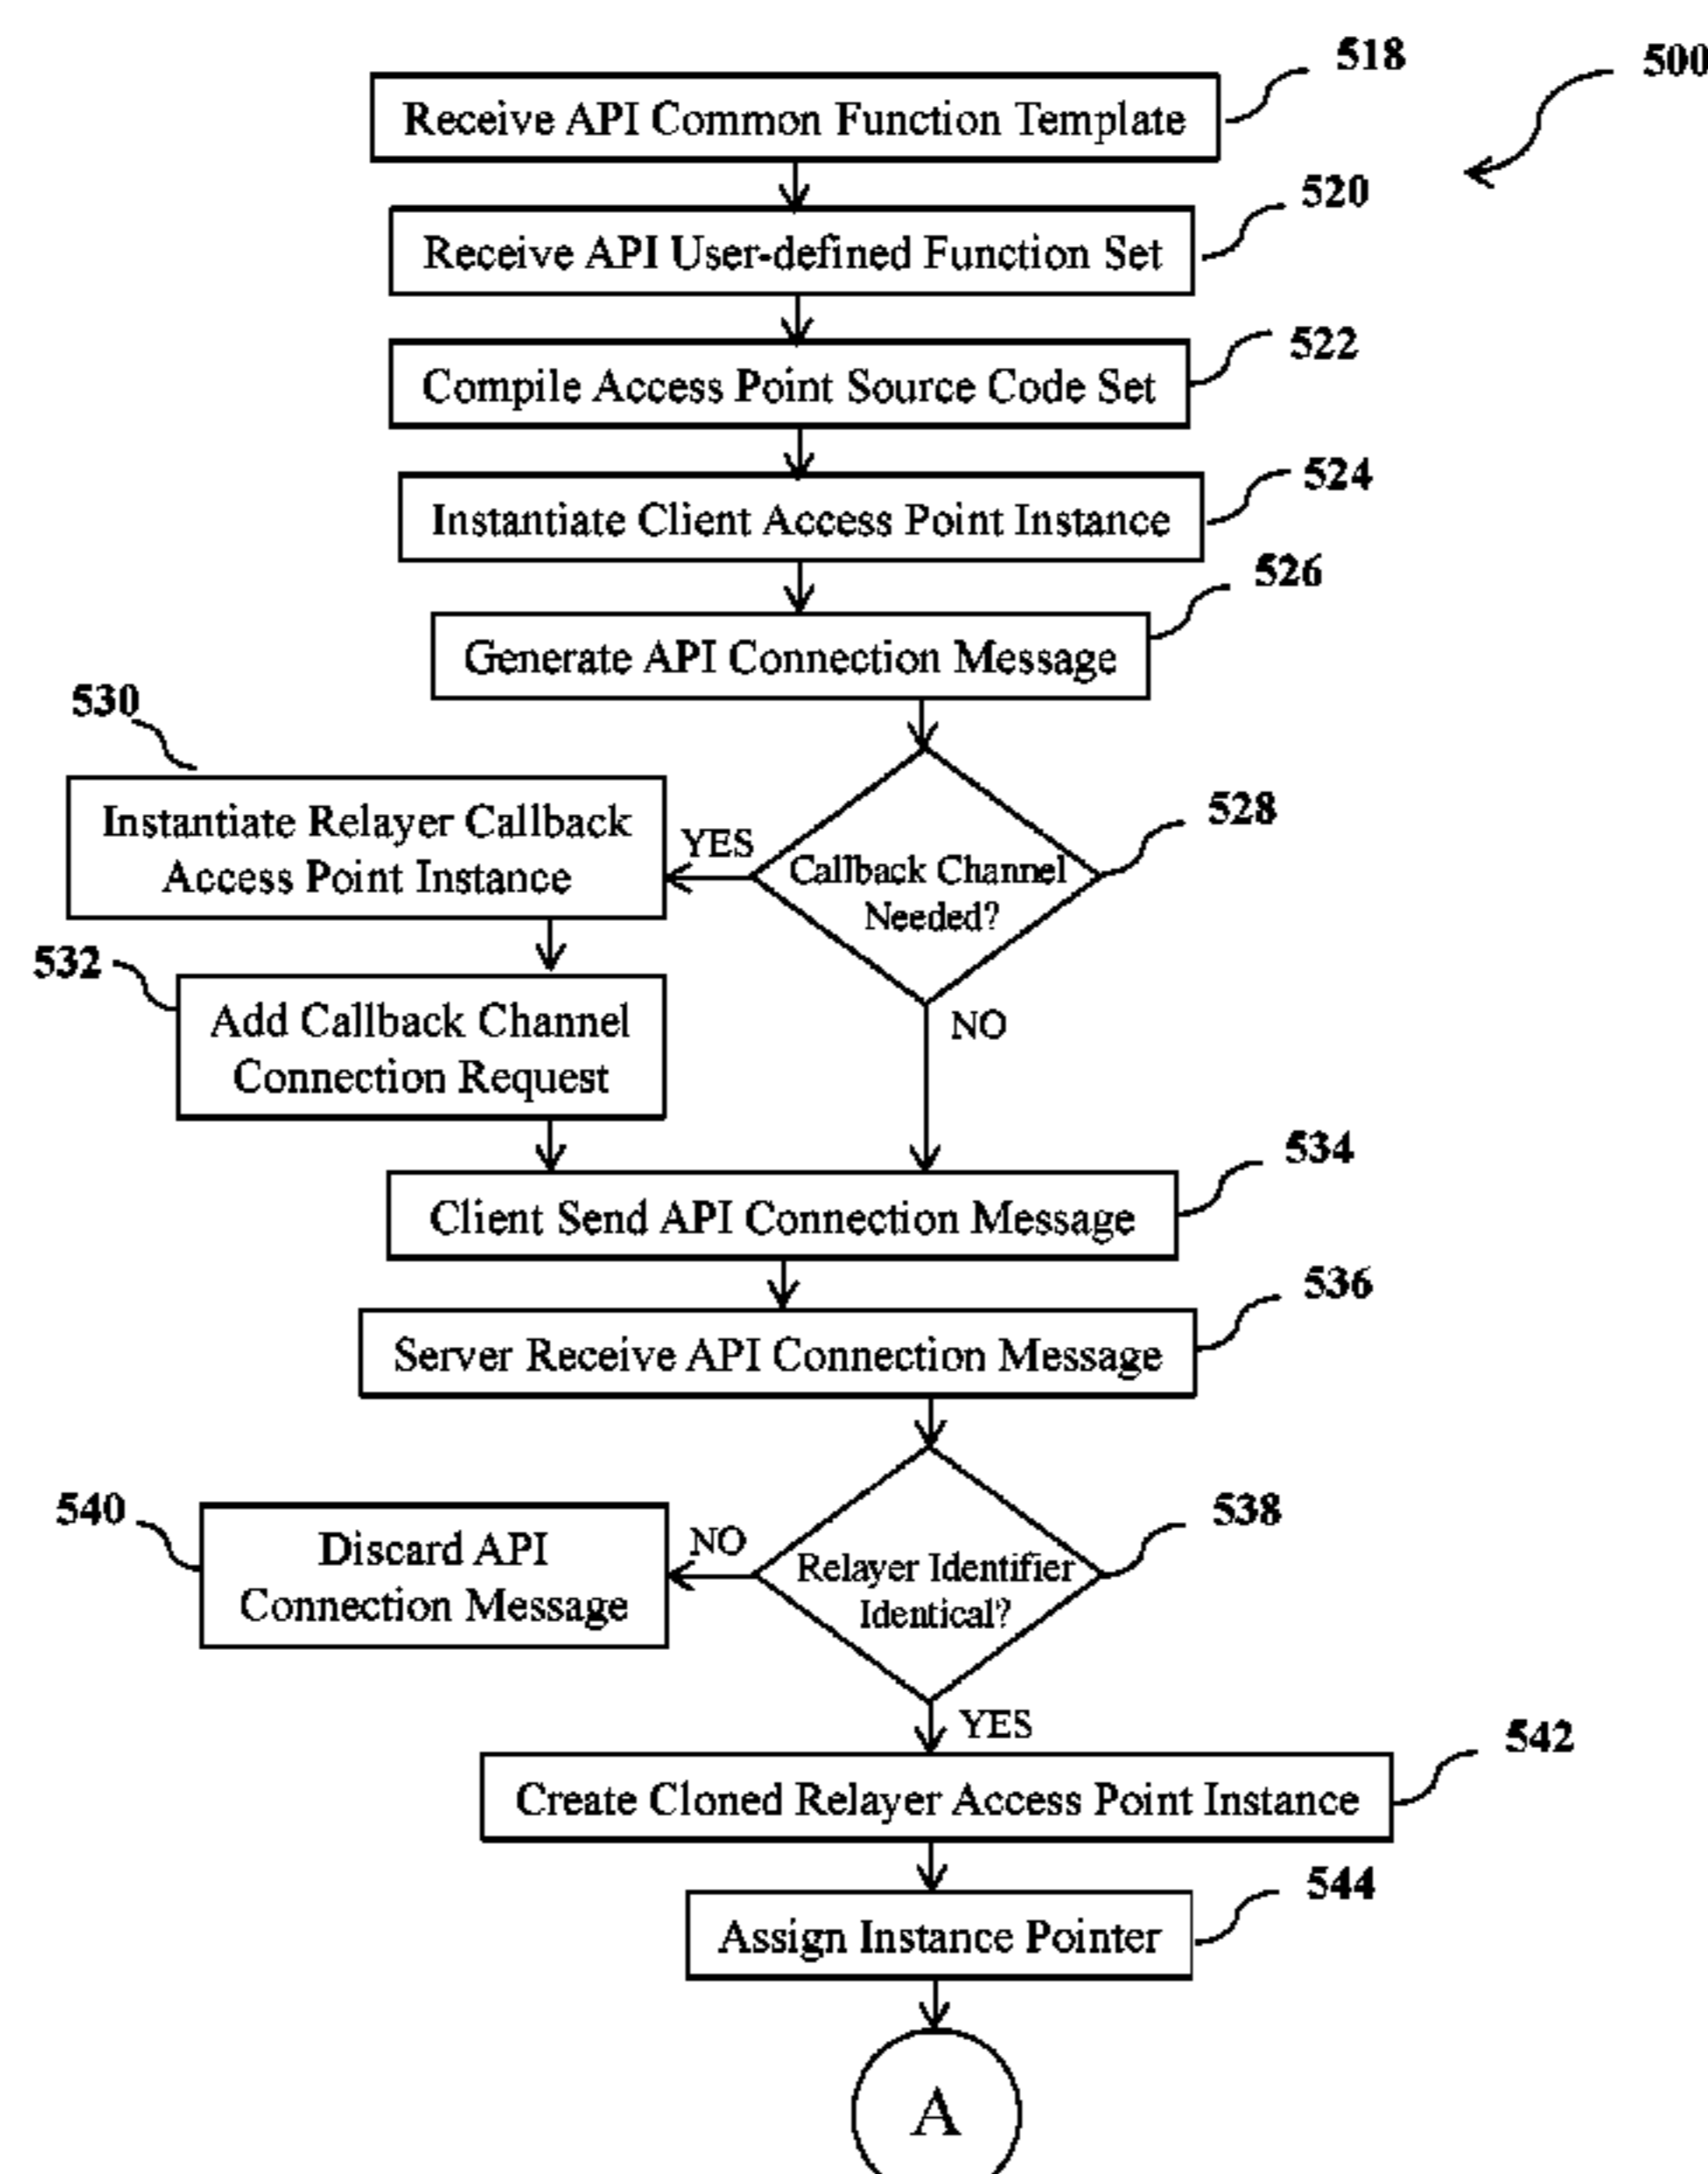 518
500
Receive API Common Function Template
520
Receive API User-defined Function Set
522
Compile Access Point Source Code Set
524
Instantiate Client Access Point Instance
526
Generate API Connection Message
530
528
Instantiate Relayer Callback
Access Point Instance
YES
Callback Channel
Needed?
532
Add Callback Channel
Connection Request
NO
534
Client Send API Connection Message
536
Server Receive API Connection Message
540
538
Discard API
Connection Message
NO
Relayer Identifier
Identical?
YES
542
Create Cloned Relayer Access Point Instance
544
Assign Instance Pointer
A